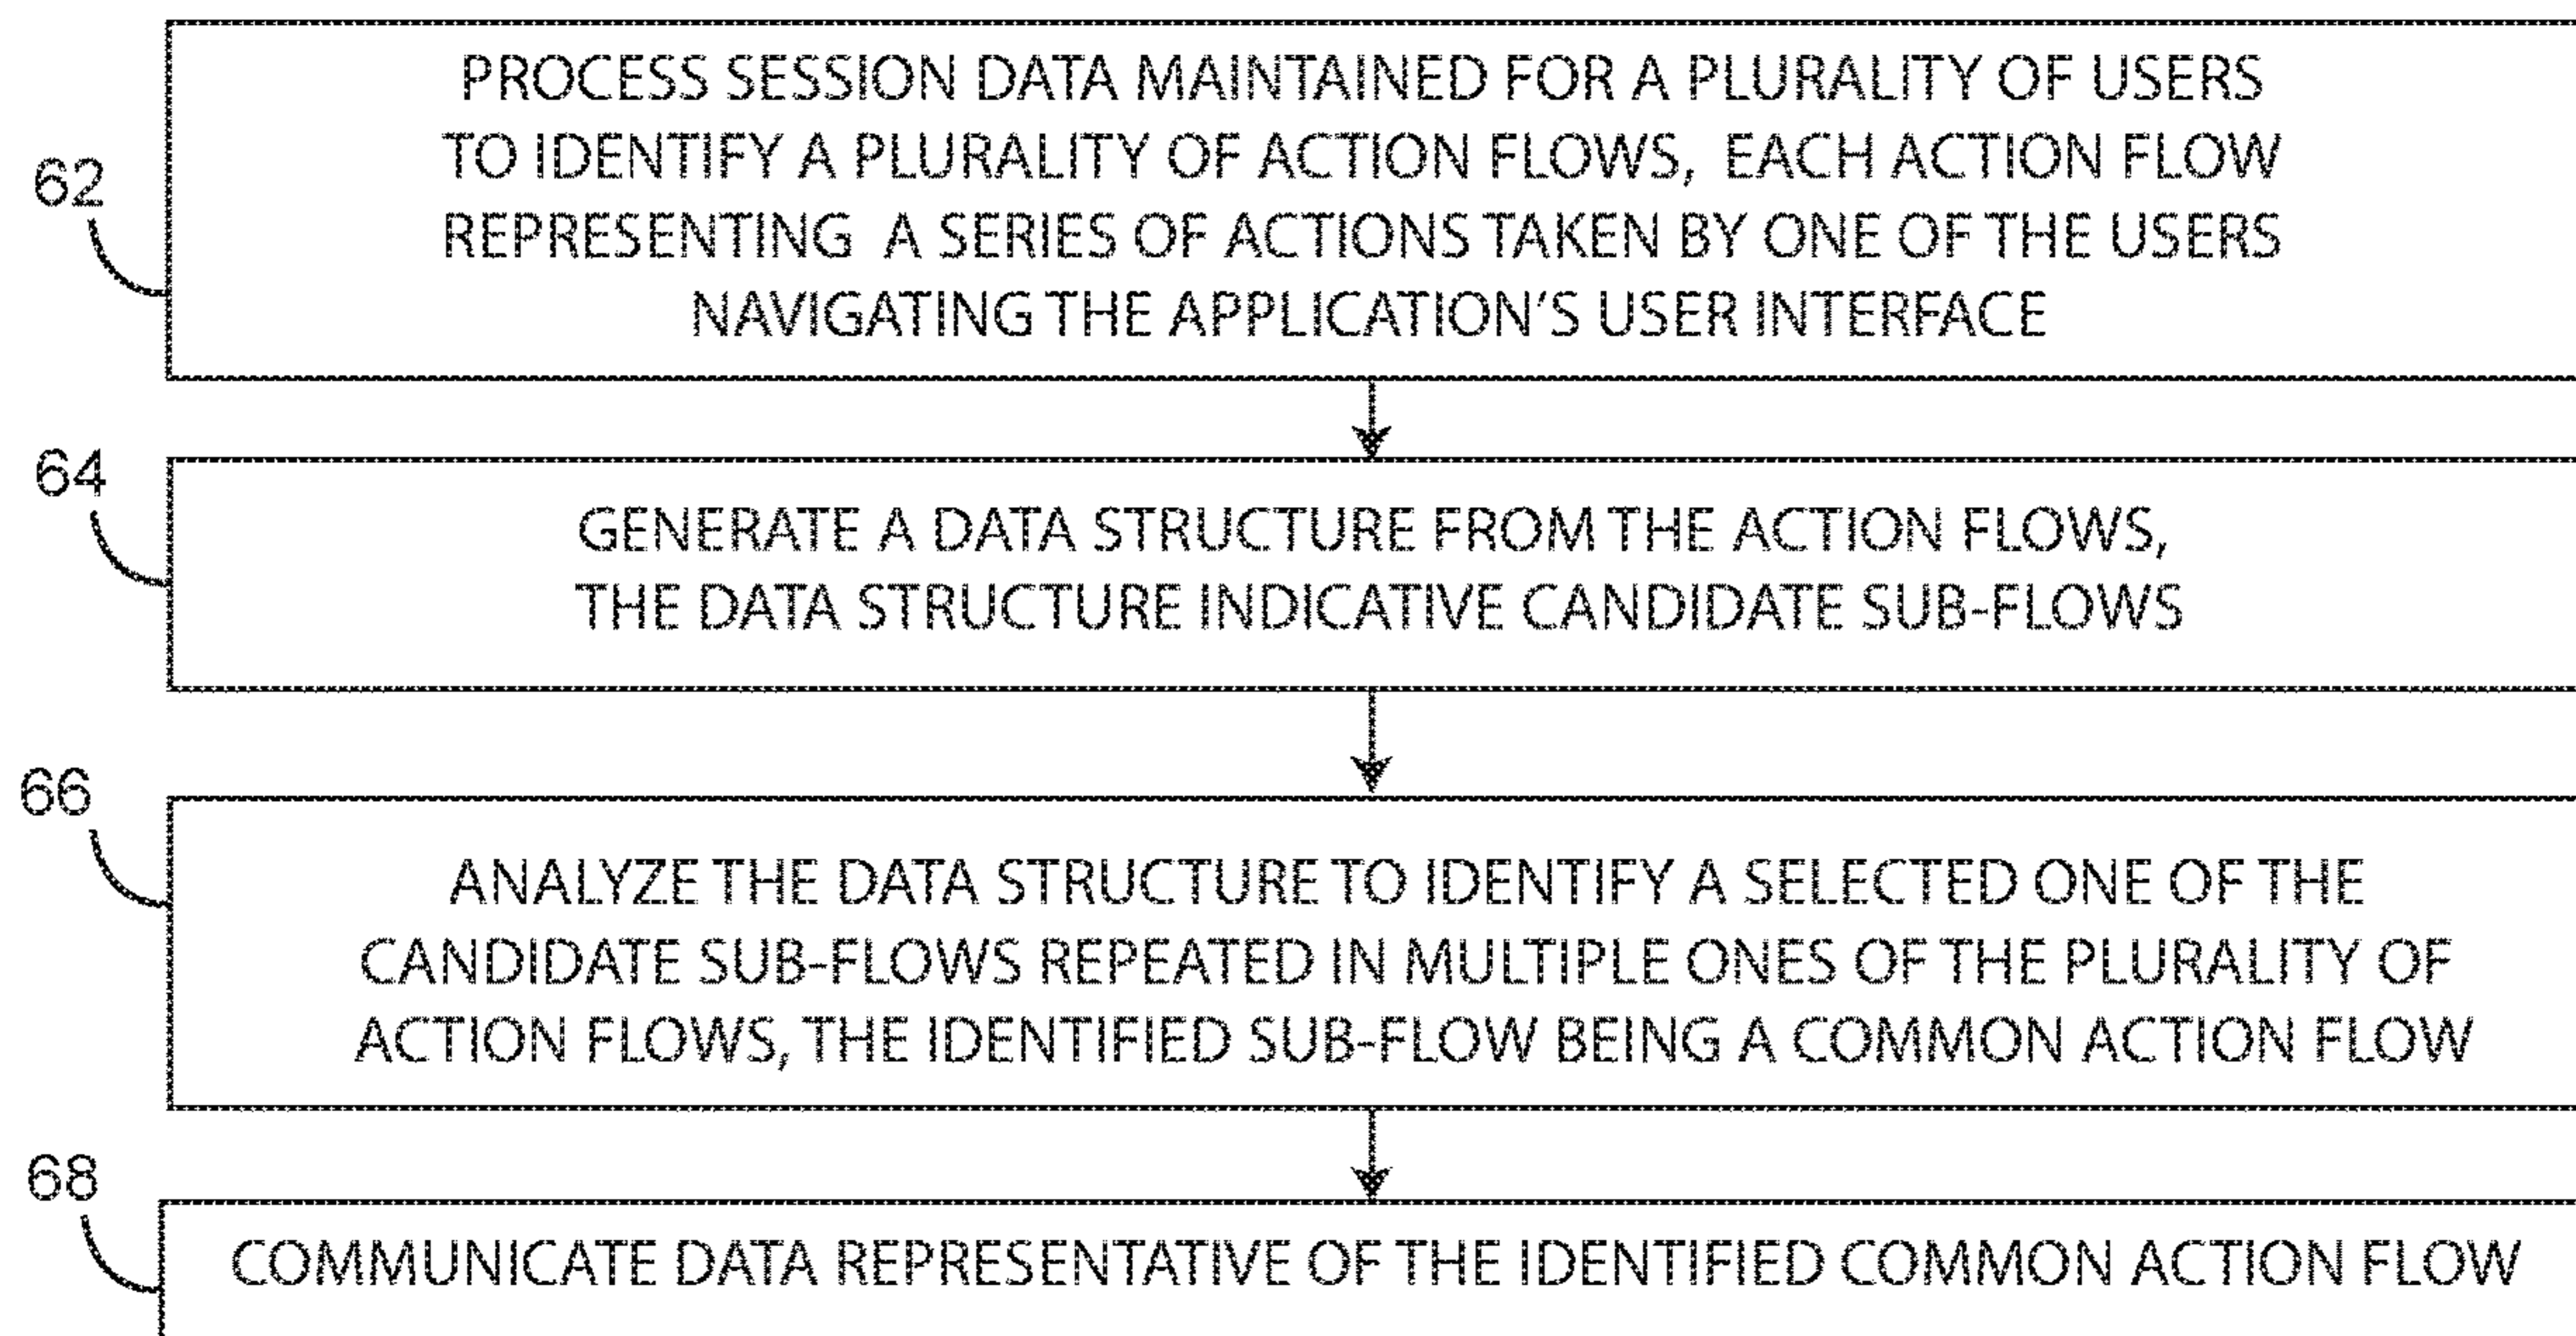 PROCESS SESSION DATA MAINTAINED FOR A PLURALITY OF USERS
TO IDENTIFY A PLURALITY OF ACTION FLOWS, EACH ACTION FLOW
62
REPRESENTING A SERIES OF ACTIONS TAKEN BY ONE OF THE USERS
NAVIGATING THE APPLICATION'S USER INTERFACE
64
GENERATE A DATA STRUCTURE FROM THE ACTION FLOWS,
THE DATA STRUCTURE INDICATIVE CANDIDATE SUB-FLOWS
66
ANALYZE THE DATA STRUCTURE TO IDENTIFY A SELECTED ONE OF THE
CANDIDATE SUB-FLOWS REPEATED IN MULTIPLE ONES OF THE PLURALITY OF
ACTION FLOWS, THE IDENTIFIED SUB-FLOW BEING A COMMON ACTION FLOW
68
COMMUNICATE DATA REPRESENTATIVE OF THE IDENTIFIED COMMON ACTION FLOW